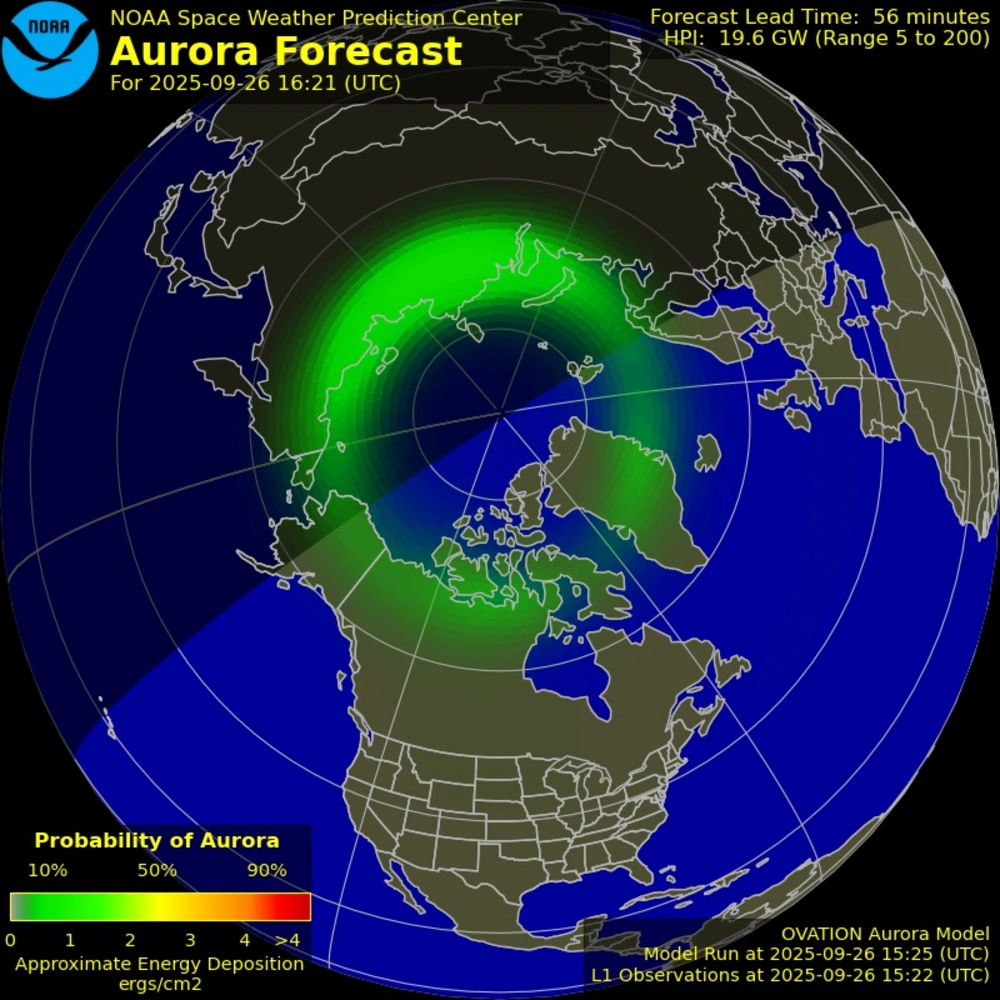 NOAA
NOAA Space Weather Prediction Center
Aurora Forecast
For 2025-09-26 16:21 (UTC)
Forecast Lead Time: 56 minutes
HPI: 19.6 GW (Range 5 to 200)
Probability of Aurora
10% 50% 90%
0 1 2 3 4 >4
Approximate Energy Deposition
ergs/cm2
OVATION Aurora Model
Model Run at 2025-09-26 15:25 (UTC)
L1 Observations at 2025-09-26 15:22 (UTC)